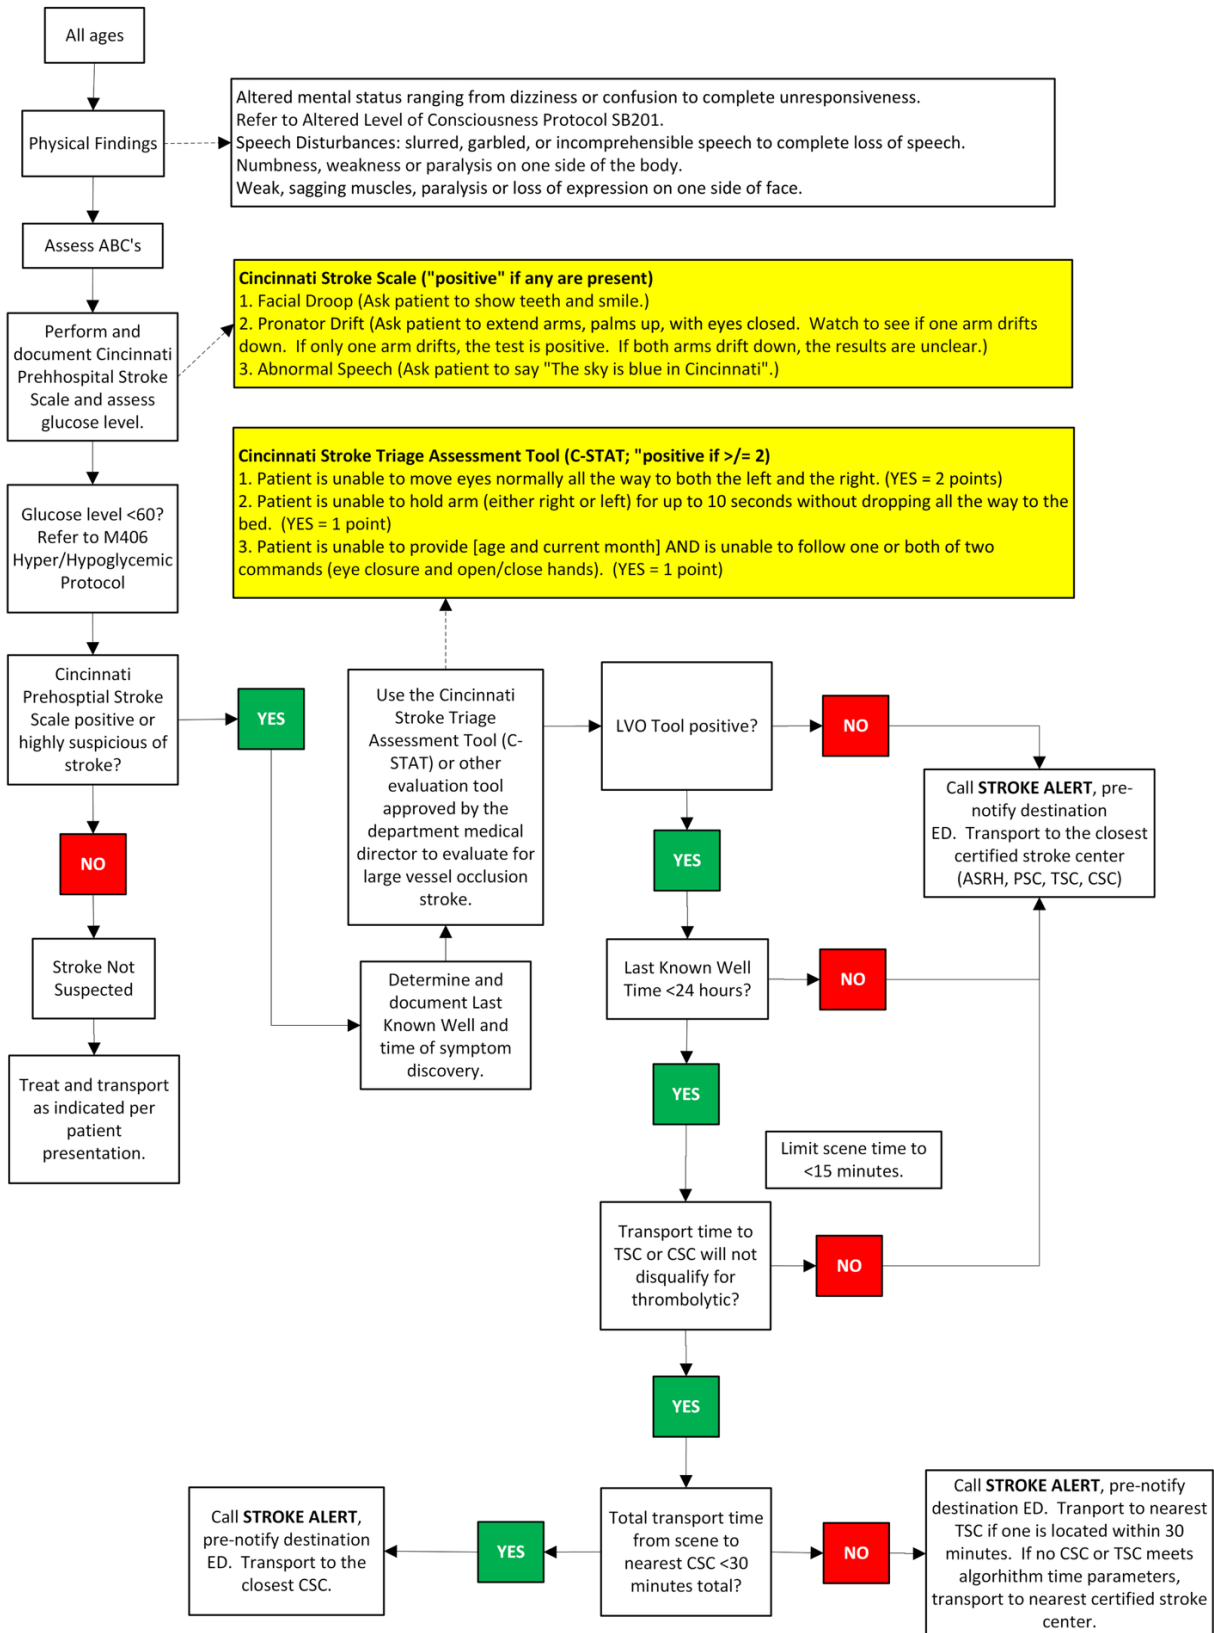 All ages
Physical Findings
Altered mental status ranging from dizziness or confusion to complete unresponsiveness.
Refer to Altered Level of Consciousness Protocol SB201.
Speech Disturbances: slurred, garbled, or incomprehensible speech to complete loss of speech.
Numbness, weakness or paralysis on one side of the body.
Weak, sagging muscles, paralysis or loss of expression on one side of face.
Assess ABC's
Perform and
document Cincinnati
Prehhospital Stroke
Scale and assess
glucose level.
Cincinnati Stroke Scale ("positive" if any are present)
1. Facial Droop (Ask patient to show teeth and smile.)
2. Pronator Drift (Ask patient to extend arms, palms up, with eyes closed.  Watch to see if one arm drifts
down.  If only one arm drifts, the test is positive.  If both arms drift down, the results are unclear.)
3. Abnormal Speech (Ask patient to say "The sky is blue in Cincinnati".)
Glucose level <60?
Refer to M406
Hyper/Hypoglycemic
Protocol
Cincinnati Stroke Triage Assessment Tool (C-STAT; "positive if >/= 2)
1. Patient is unable to move eyes normally all the way to both the left and the right. (YES = 2 points)
2. Patient is unable to hold arm (either right or left) for up to 10 seconds without dropping all the way to the
bed.  (YES = 1 point)
3. Patient is unable to provide [age and current month] AND is unable to follow one or both of two
commands (eye closure and open/close hands).  (YES = 1 point)
Cincinnati
Prehosptial Stroke
Scale positive or
highly suspicious of
stroke?
YES
NO
Stroke Not
Suspected
Treat and transport
as indicated per
patient
presentation.
Determine and
document Last
Known Well and
time of symptom
discovery.
Use the Cincinnati
Stroke Triage
Assessment Tool (C-
STAT) or other
evaluation tool
approved by the
department medical
director to evaluate for
large vessel occlusion
stroke.
LVO Tool positive?
NO
Call STROKE ALERT, pre-
notify destination
ED.  Transport to the closest
certified stroke center
(ASRH, PSC, TSC, CSC)
YES
Last Known Well
Time <24 hours?
NO
YES
Limit scene time to
<15 minutes.
Transport time to
TSC or CSC will not
disqualify for
thrombolytic?
NO
YES
Total transport time
from scene to
nearest CSC <30
minutes total?
YES
Call STROKE ALERT,
pre-notify destination
ED.  Transport to the
closest CSC.
NO
Call STROKE ALERT, pre-notify
destination ED.  Tranport to nearest
TSC if one is located within 30
minutes.  If no CSC or TSC meets
algorhithm time parameters,
transport to nearest certified stroke
center.